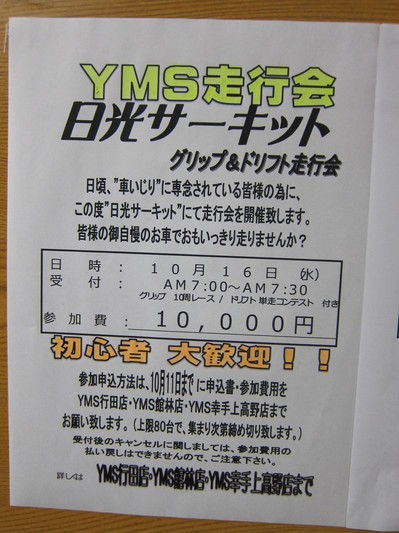 YMS走行会
日光サーキット
グリップ&ドリフト走行会
日頃、"車いじり"に専念されている皆様の為に、
この度"日光サーキット"にて走行会を開催致します。
皆様の御自慢のお車でおもいっきり走りませんか？
日時： 10月16日 (水)
受付： AM7:00～AM7:30
グリップ 10周レース / ドリフト 単走コンテスト 付き
参加費： 10,000円
初心者 大歓迎！！
参加申込方法は、10月11日まで に申込書・参加費用を
YMS行田店・YMS館林店・YMS幸手上高野店まで
お願い致します。（上限80台で、集まり次第締め切り致します。）
受付後のキャンセルに関しましては、参加費用の
払い戻しはできませんので、ご注意下さい。
詳しくは YMS行田店・YMS館林店・YMS幸手上高野店まで